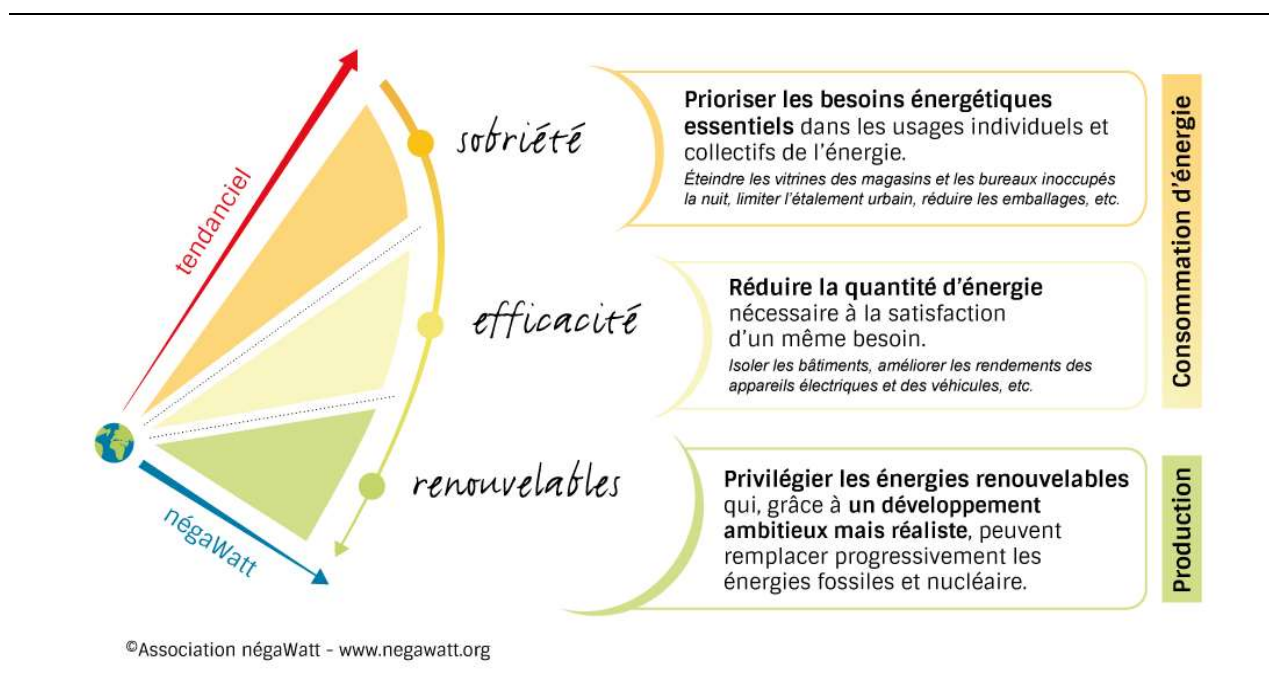 tendanciel
sobriété
Prioriser les besoins énergétiques
essentiels dans les usages individuels et
collectifs de l'énergie.
Éteindre les vitrines des magasins et les bureaux inoccupés
la nuit, limiter l'étalement urbain, réduire les emballages, etc.
efficacité
Réduire la quantité d'énergie
nécessaire à la satisfaction
d'un même besoin.
Isoler les bâtiments, améliorer les rendements des
appareils électriques et des véhicules, etc.
Consommation d'énergie
négaWatt
renouvelables
Privilégier les énergies renouvelables
qui, grâce à un développement
ambitieux mais réaliste, peuvent
remplacer progressivement les
énergies fossiles et nucléaire.
Production
©Association négaWatt - www.negawatt.org